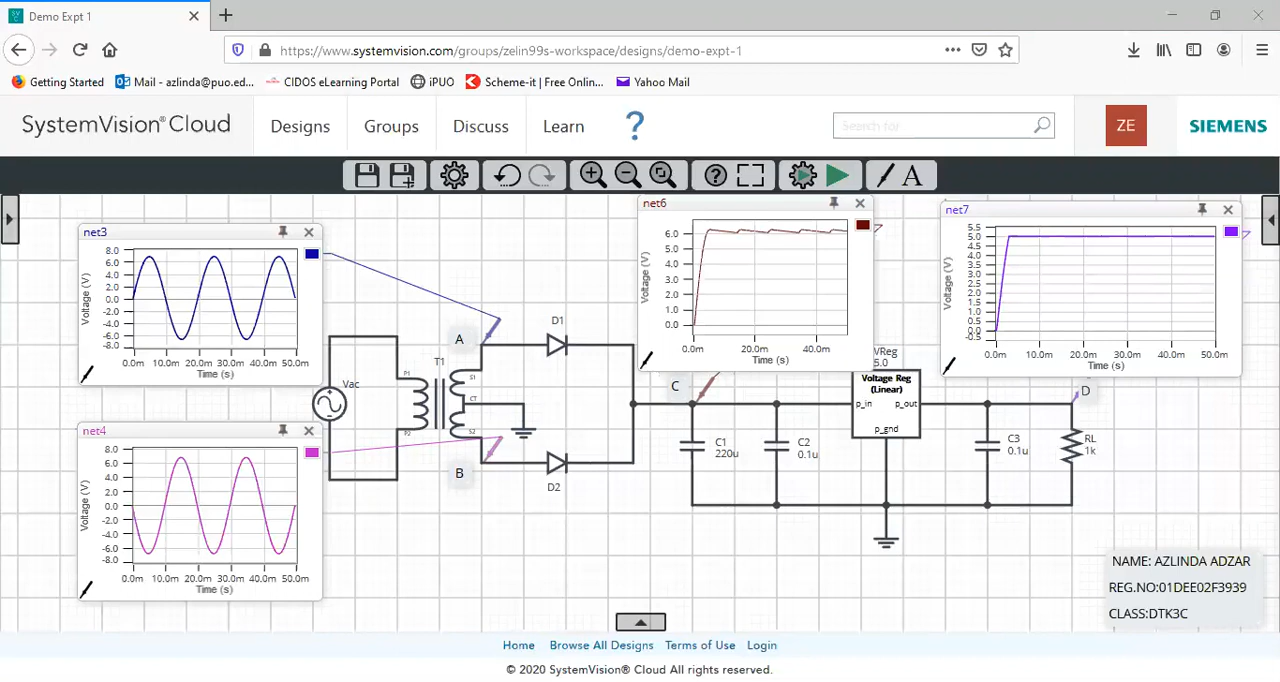 Demo Expt 1
https://www.systemvision.com/groups/zelin99s-workspace/designs/demo-expt-1
Getting Started
Mail - azlinda@puo.ed...
CIDOS eLearning Portal
iPUO
Scheme-it | Free Onlin...
Yahoo Mail
SystemVision® Cloud
Designs
Groups
Discuss
Learn
?
Search for
ZE
SIEMENS
net3
8.0
6.0
4.0
2.0
0.0
-2.0
-4.0
-6.0
-8.0
Voltage (V)
0.0m 10.0m 20.0m 30.0m 40.0m 50.0m
Time (s)
net4
8.0
6.0
4.0
2.0
0.0
-2.0
-4.0
-6.0
-8.0
Voltage (V)
0.0m 10.0m 20.0m 30.0m 40.0m 50.0m
Time (s)
net6
6.0
5.0
4.0
3.0
2.0
1.0
0.0
Voltage (V)
0.0m 20.0m 40.0m
Time (s)
net7
5.5
5.0
4.5
4.0
3.5
3.0
2.5
2.0
1.5
1.0
0.5
0.0
-0.5
Voltage (V)
0.0m 10.0m 20.0m 30.0m 40.0m 50.0m
Time (s)
Vac
P1
P2
T1
S1
CT
S2
A
B
D1
D2
C
C1
220u
C2
0.1u
VReg
5.0
Voltage Reg
(Linear)
p_in p_out
p_gnd
C3
0.1u
D
RL
1k
NAME: AZLINDA ADZAR
REG.NO:01DEE02F3939
CLASS:DTK3C
Home Browse All Designs Terms of Use Login
© 2020 SystemVision® Cloud All rights reserved.